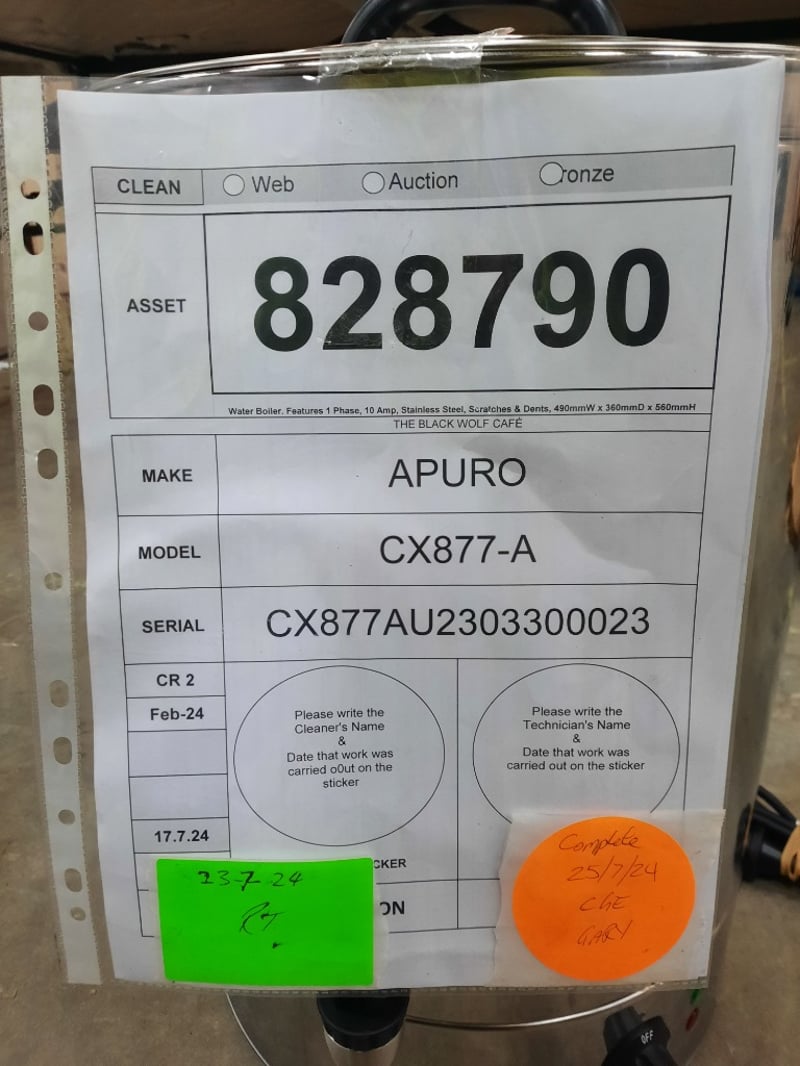 CLEAN Web Auction ronze
ASSET 828790
Water Boiler. Features 1 Phase, 10 Amp, Stainless Steel, Scratches & Dents, 490mmW x 360mmD x 560mmH
THE BLACK WOLF CAFÉ
MAKE APURO
MODEL CX877-A
SERIAL CX877AU2303300023
CR 2
Feb-24
17.7.24
Please write the
Cleaner's Name
&
Date that work was
carried o0ut on the
sticker
Please write the
Technician's Name
&
Date that work was
carried out on the sticker
CKER
ON
23-7-24
RT
Complete
25/7/24
GARY
OFF